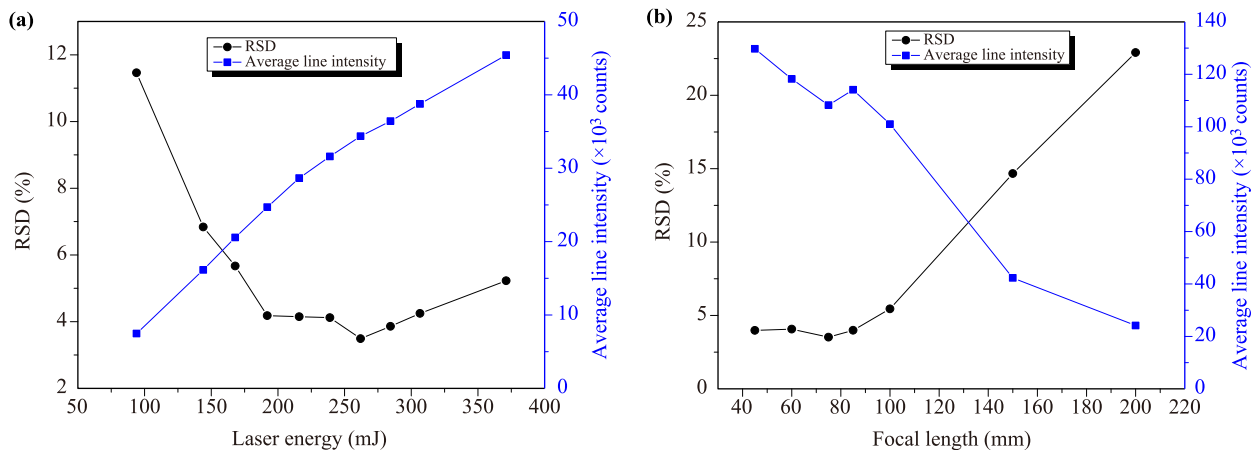 (a)
RSD
Average line intensity
12
10
8
6
4
2
RSD (%)
50
40
30
20
10
0
Average line intensity (×10³ counts)
50 100 150 200 250 300 350 400
Laser energy (mJ)
(b)
RSD
Average line intensity
25
20
15
10
5
0
RSD (%)
140
120
100
80
60
40
20
0
Average line intensity (×10³ counts)
40 60 80 100 120 140 160 180 200 220
Focal length (mm)